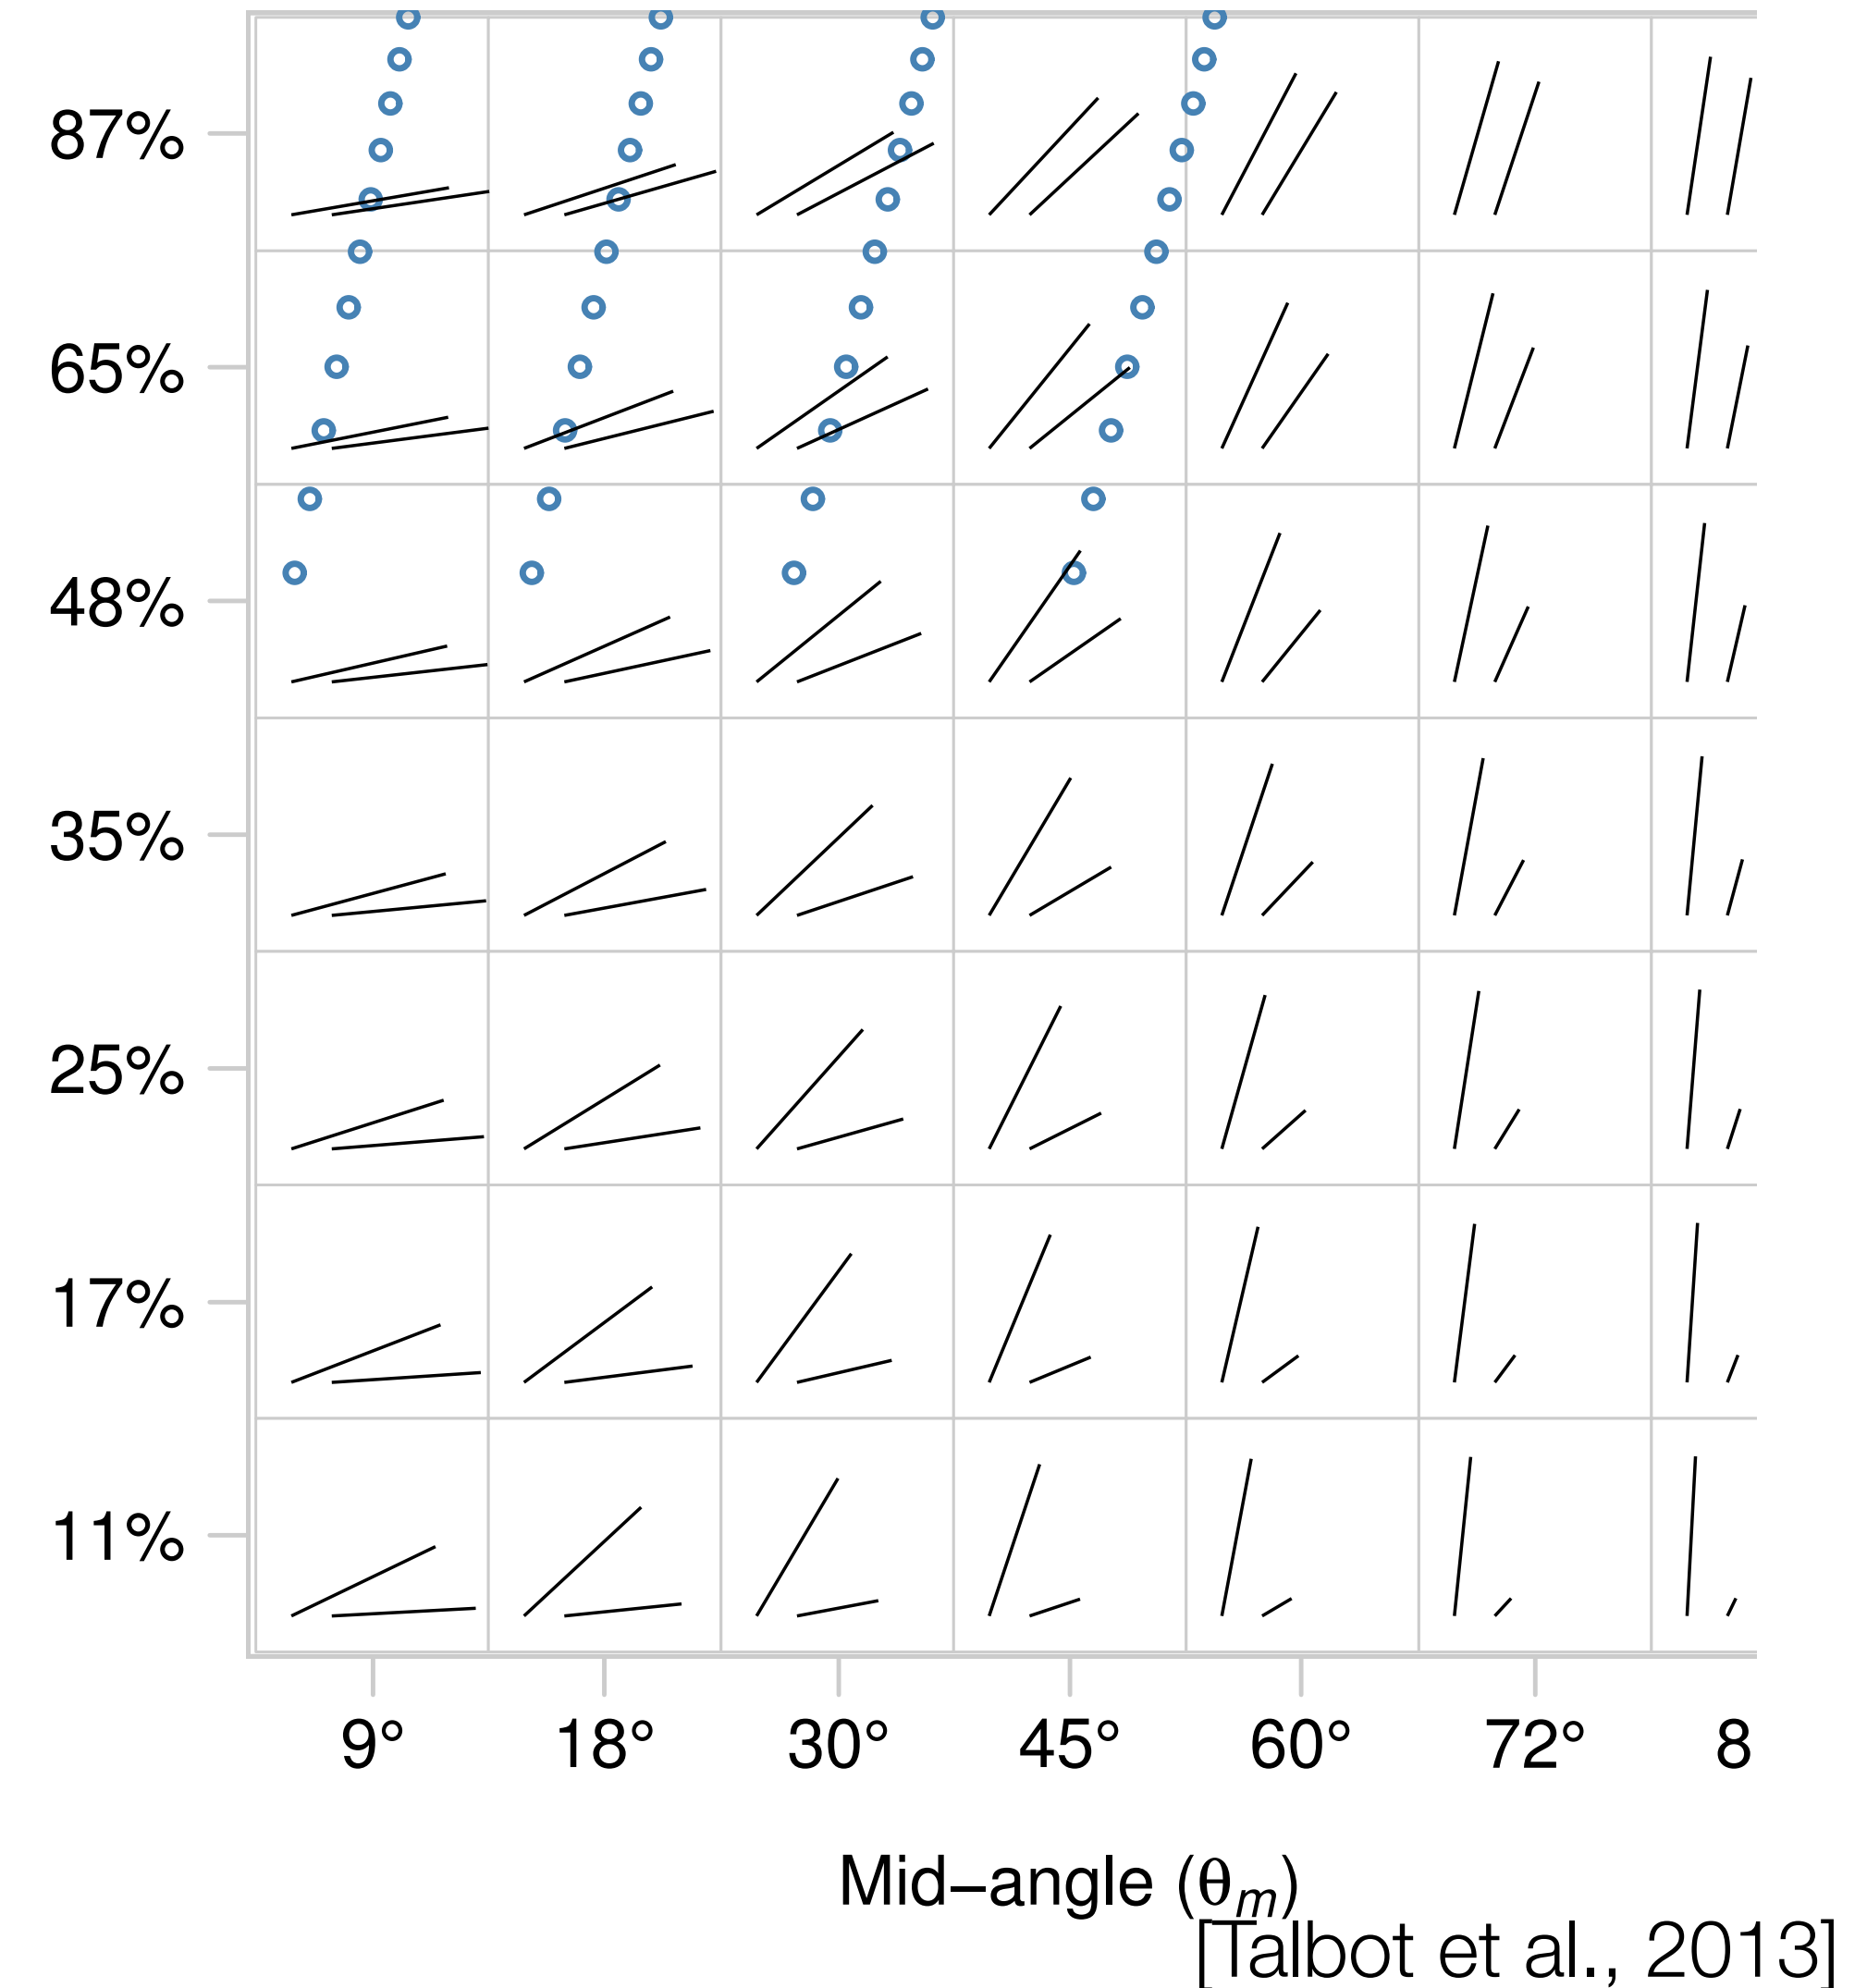 87%
65%
48%
35%
25%
17%
11%
9° 18° 30° 45° 60° 72° 8
Mid−angle (θm)
[Talbot et al., 2013]